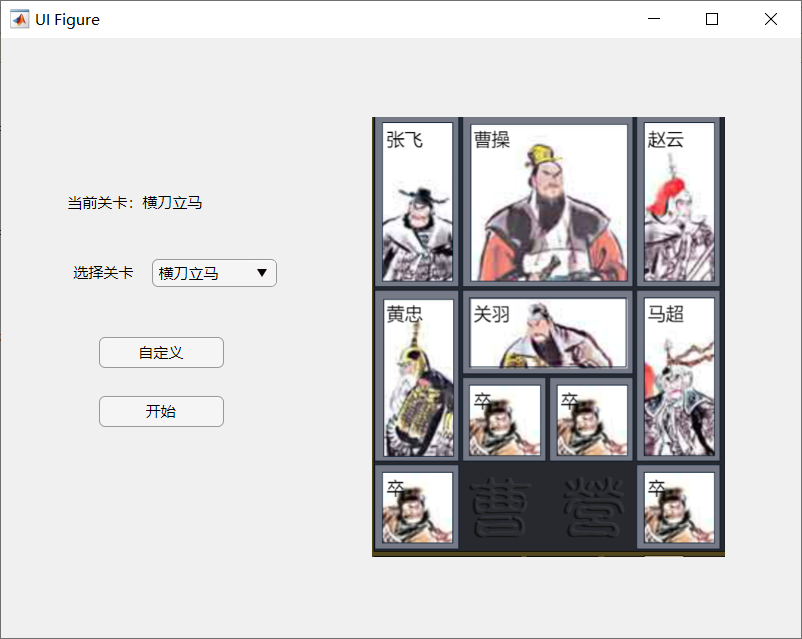 UI Figure
当前关卡：横刀立马
选择关卡 横刀立马
自定义
开始
张飞 曹操 赵云
黄忠 关羽 马超
卒 卒
卒 曹營 卒